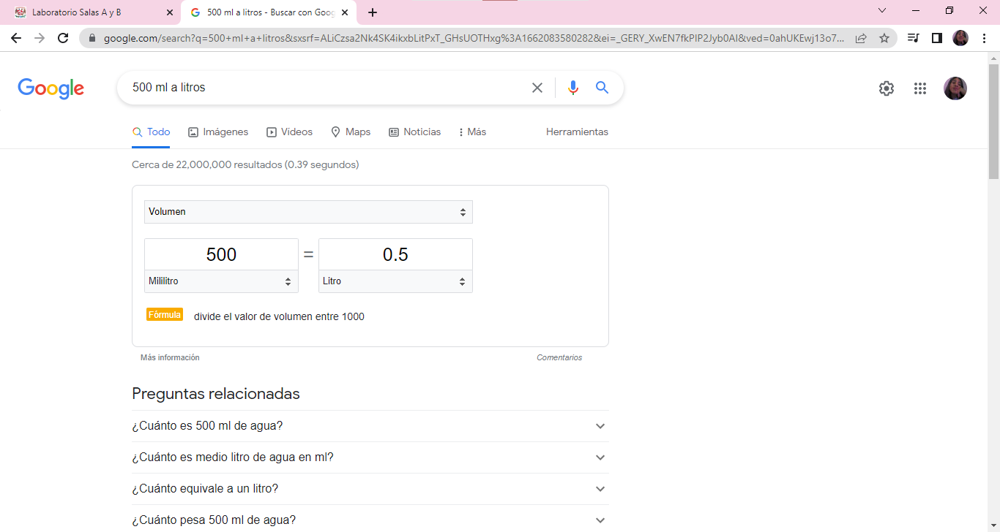 Laboratorio Salas A y B
500 ml a litros - Buscar con Goog
google.com/search?q=500+ml+a+litros&sxsrf=ALiCzsa2Nk4SK4ikxbLitPxT_GHsUOTHxg%3A1662083580282&ei=_GERY_XwEN7fkPIP2Jyb0AI&ved=0ahUKEwj13o7...
Google
500 ml a litros
Todo Imágenes Vídeos Maps Noticias Más Herramientas
Cerca de 22,000,000 resultados (0.39 segundos)
Volumen
500 = 0.5
Mililitro Litro
Fórmula divide el valor de volumen entre 1000
Más información Comentarios
Preguntas relacionadas
¿Cuánto es 500 ml de agua?
¿Cuánto es medio litro de agua en ml?
¿Cuánto equivale a un litro?
¿Cuánto pesa 500 ml de agua?